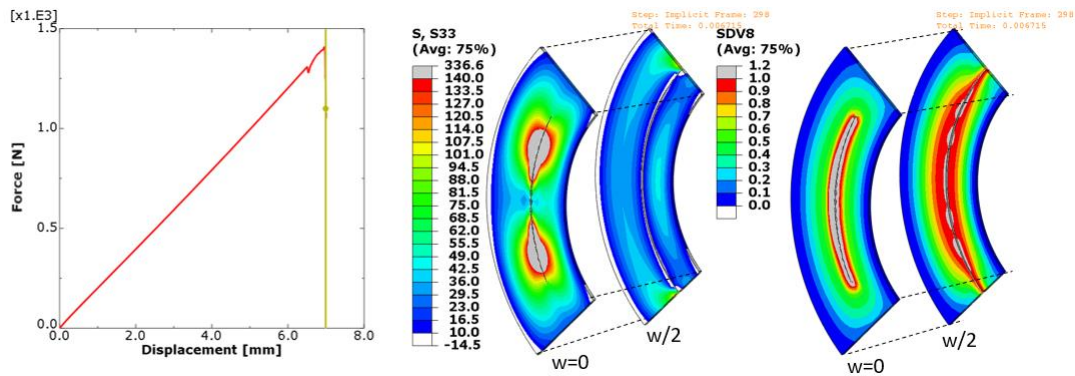 [x1.E3]
1.5
1.0
0.5
0.0
Force [N]
0.0
2.0
4.0
6.0
8.0
Displacement [mm]
S, S33
(Avg: 75%)
336.6
140.0
133.5
127.0
120.5
114.0
107.5
101.0
94.5
88.0
81.5
75.0
68.5
62.0
55.5
49.0
42.5
36.0
29.5
23.0
16.5
10.0
-14.5
Step: Implicit Frame: 298
Total Time: 0.006715
w=0
w/2
SDV8
(Avg: 75%)
1.2
1.0
0.9
0.8
0.7
0.6
0.5
0.4
0.3
0.2
0.1
0.0
Step: Implicit Frame: 298
Total Time: 0.006715
w=0
w/2